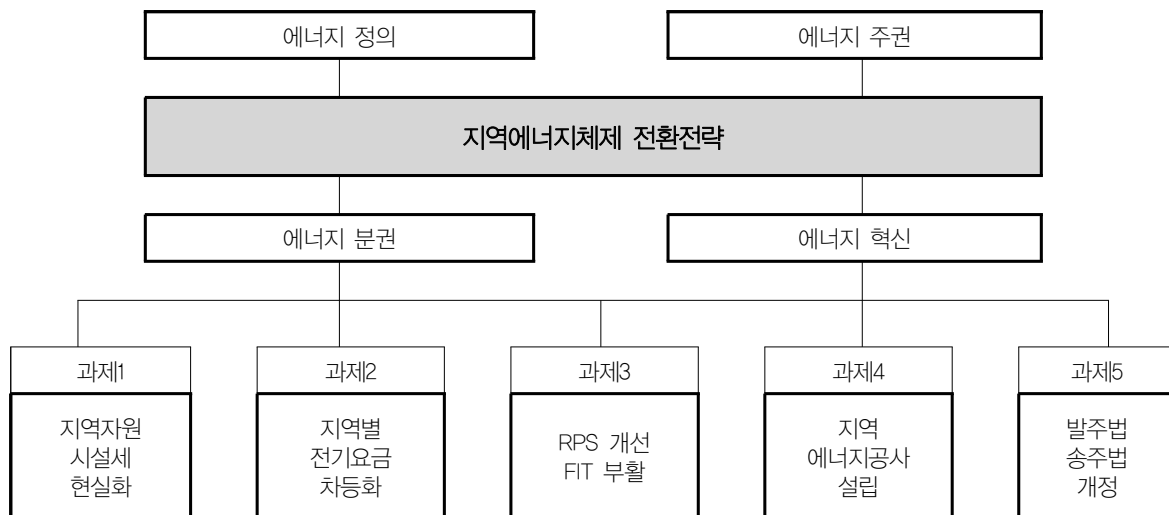 에너지 정의
에너지 주권
지역에너지체제 전환전략
에너지 분권
에너지 혁신
과제1
지역자원
시설세
현실화
과제2
지역별
전기요금
차등화
과제3
RPS 개선
FIT 부활
과제4
지역
에너지공사
설립
과제5
발주법
송주법
개정